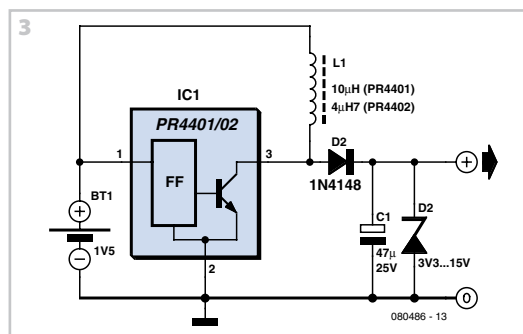 3
L1
10µH (PR4401)
4µH7 (PR4402)
IC1
PR4401/02
1
3
FF
2
BT1
+
−
1V5
D2
1N4148
+
C1
47µ
25V
D2
3V3...15V
0
080486 - 13